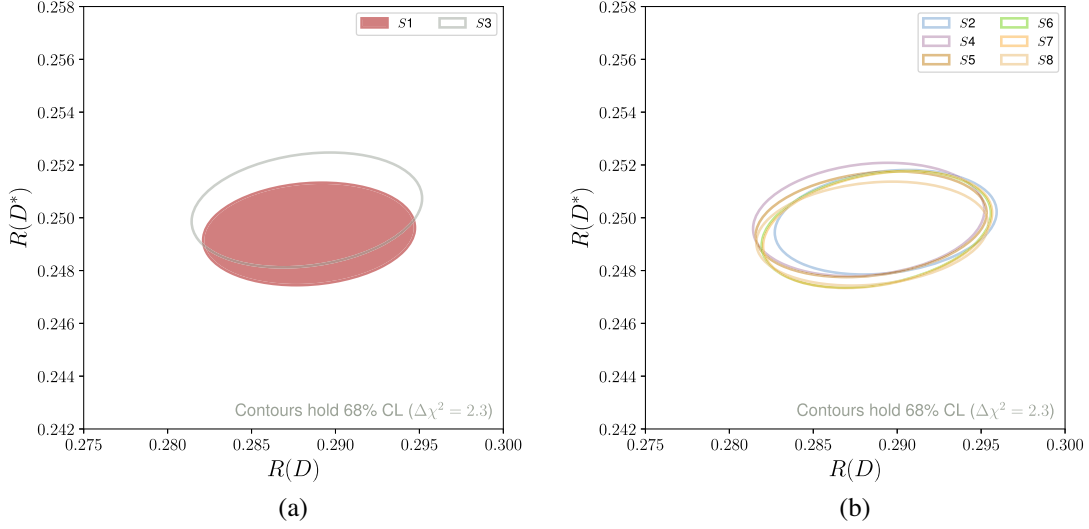 0.258
0.256
0.254
0.252
0.250
0.248
0.246
0.244
0.242
R(D*)
S1 S3
Contours hold 68% CL (Δχ² = 2.3)
0.275 0.280 0.285 0.290 0.295 0.300
R(D)
(a)
0.258
0.256
0.254
0.252
0.250
0.248
0.246
0.244
0.242
R(D*)
S2 S6
S4 S7
S5 S8
Contours hold 68% CL (Δχ² = 2.3)
0.275 0.280 0.285 0.290 0.295 0.300
R(D)
(b)